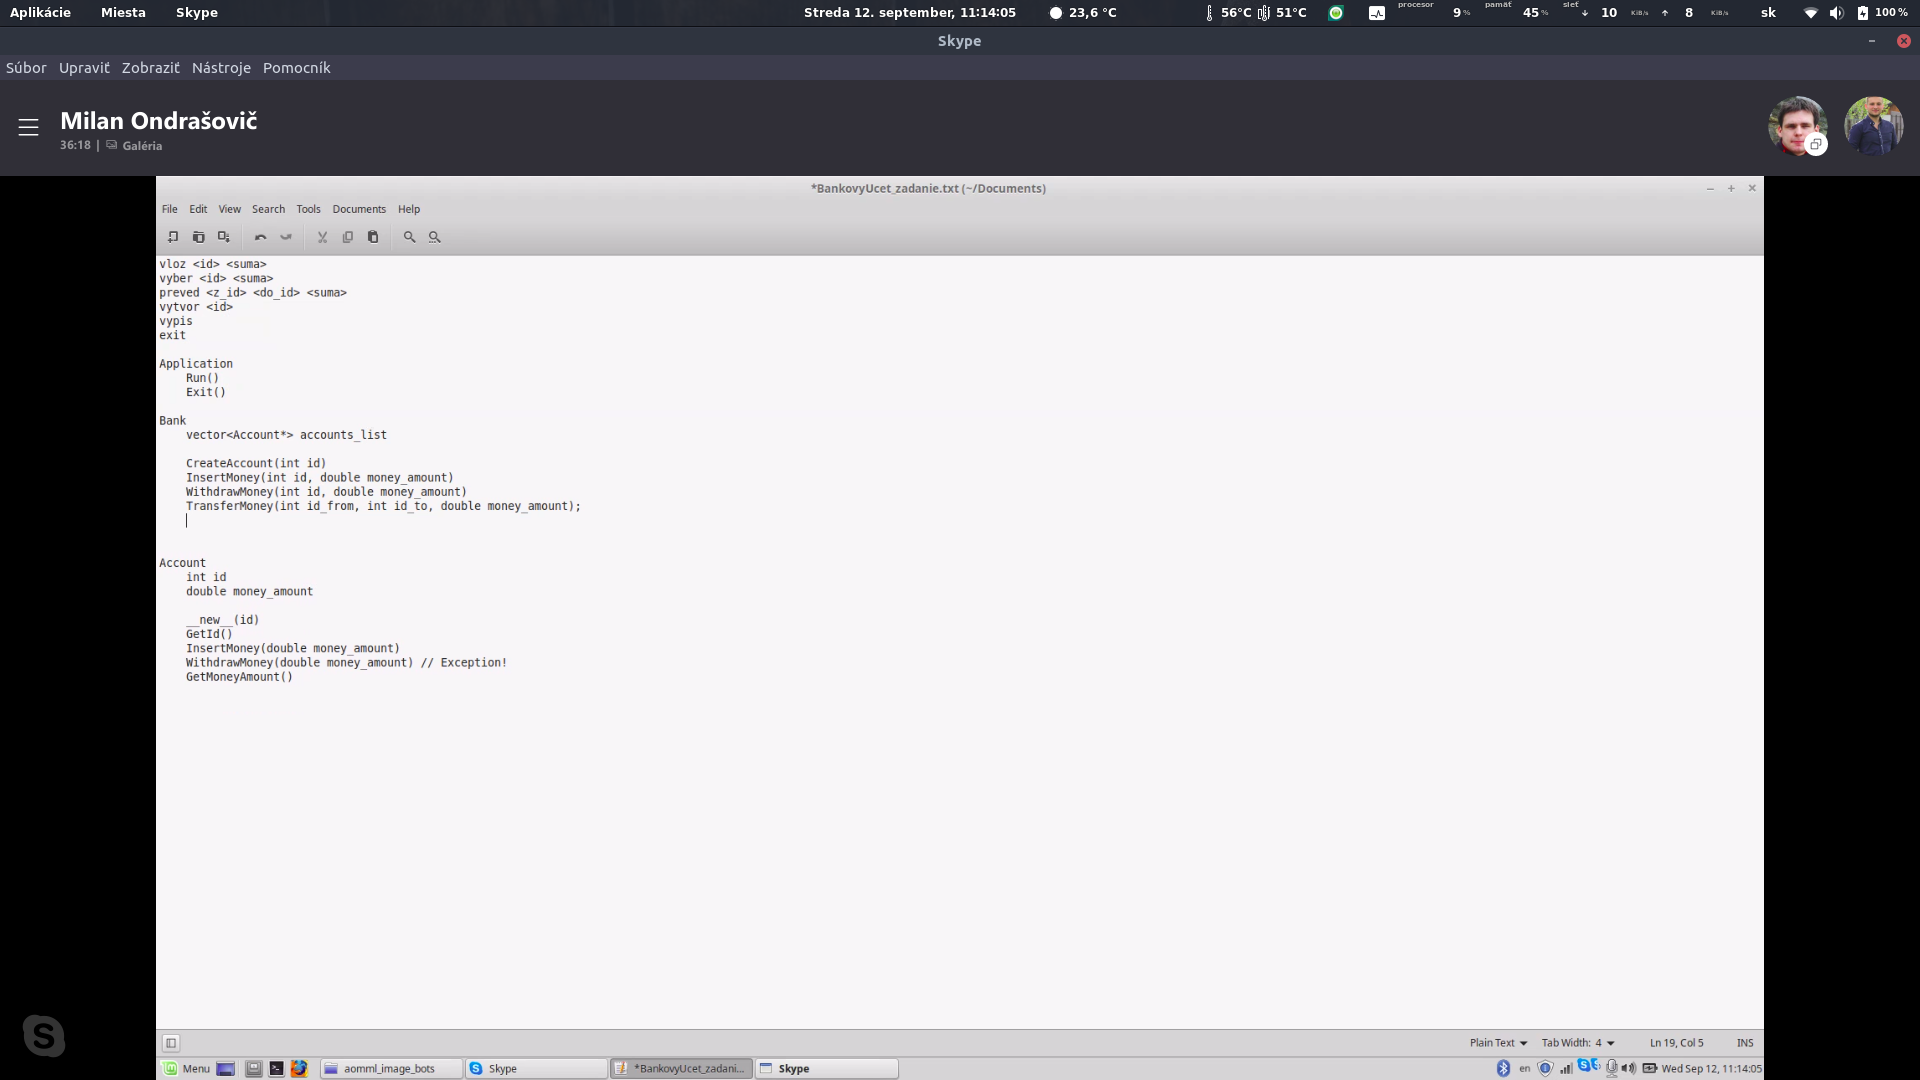 Aplikácie Miesta Skype Streda 12. september, 11:14:05 23,6 °C 56°C 51°C procesor 9 % pamäť 45 % sieť ↓ 10 KiB/s ↑ 8 KiB/s sk 100 %
Skype
Súbor Upraviť Zobraziť Nástroje Pomocník
Milan Ondrašovič
36:18 | Galéria
*BankovyUcet_zadanie.txt (~/Documents)
File Edit View Search Tools Documents Help
vloz <id> <suma>
vyber <id> <suma>
preved <z_id> <do_id> <suma>
vytvor <id>
vypis
exit
Application
Run()
Exit()
Bank
vector<Account*> accounts_list
CreateAccount(int id)
InsertMoney(int id, double money_amount)
WithdrawMoney(int id, double money_amount)
TransferMoney(int id_from, int id_to, double money_amount);
Account
int id
double money_amount
__new__(id)
GetId()
InsertMoney(double money_amount)
WithdrawMoney(double money_amount) // Exception!
GetMoneyAmount()
Plain Text Tab Width: 4 Ln 19, Col 5 INS
Menu aomml_image_bots Skype *BankovyUcet_zadani... Skype en Wed Sep 12, 11:14:05